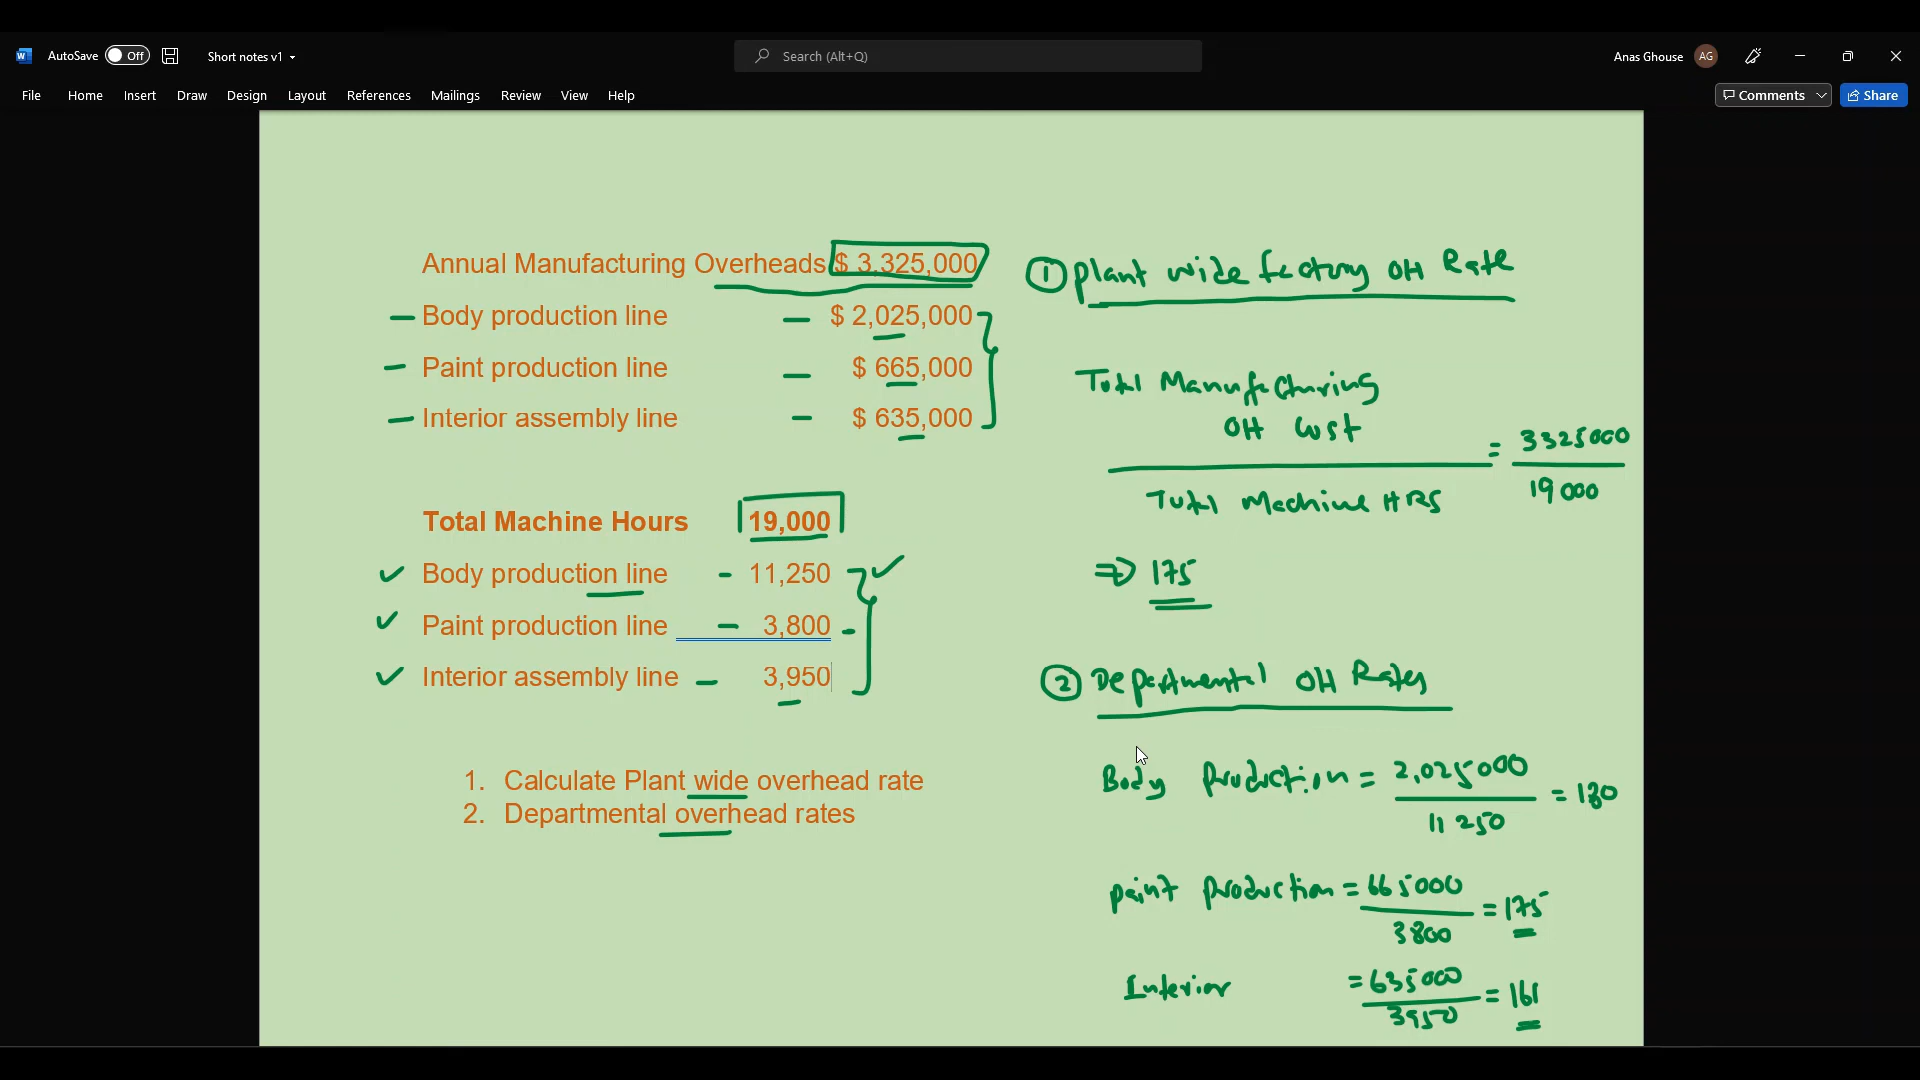 AutoSave Off Short notes v1 Search (Alt+Q) Anas Ghouse AG
File Home Insert Draw Design Layout References Mailings Review View Help Comments Share
Annual Manufacturing Overheads $ 3,325,000
Body production line $ 2,025,000
Paint production line $ 665,000
Interior assembly line $ 635,000
Total Machine Hours 19,000
Body production line - 11,250
Paint production line - 3,800
Interior assembly line - 3,950
1. Calculate Plant wide overhead rate
2. Departmental overhead rates
① plant wide factory OH Rate
Total Manufacturing
OH Cost
= 3325000
Total Machine HRS
19000
⇒ 175
② Departmental OH Rates
Body Production = 2,025000
= 180
11250
paint production = 665000
= 175
3800
Interior = 635000
= 161
3950